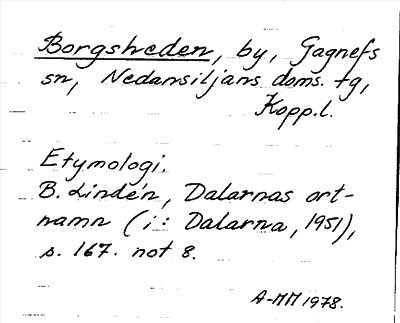 Borgsheden, by, Gagnefs
sn, Nedansiljans doms. tg,
Kopp.l.
Etymologi.
B. Lindén, Dalarnas ort-
namn (i: Dalarna, 1951),
s. 167. not 8.
A-MM 1978.